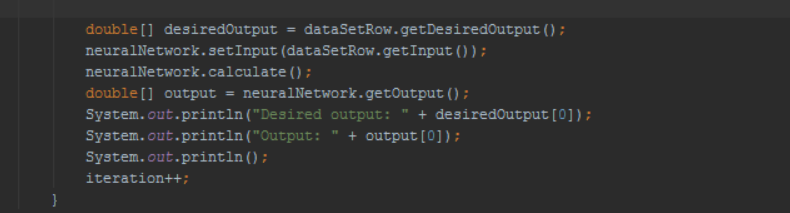 double[] desiredOutput = dataSetRow.getDesiredOutput();
neuralNetwork.setInput(dataSetRow.getInput());
neuralNetwork.calculate();
double[] output = neuralNetwork.getOutput();
System.out.println("Desired output: " + desiredOutput[0]);
System.out.println("Output: " + output[0]);
System.out.println();
iteration++;
}